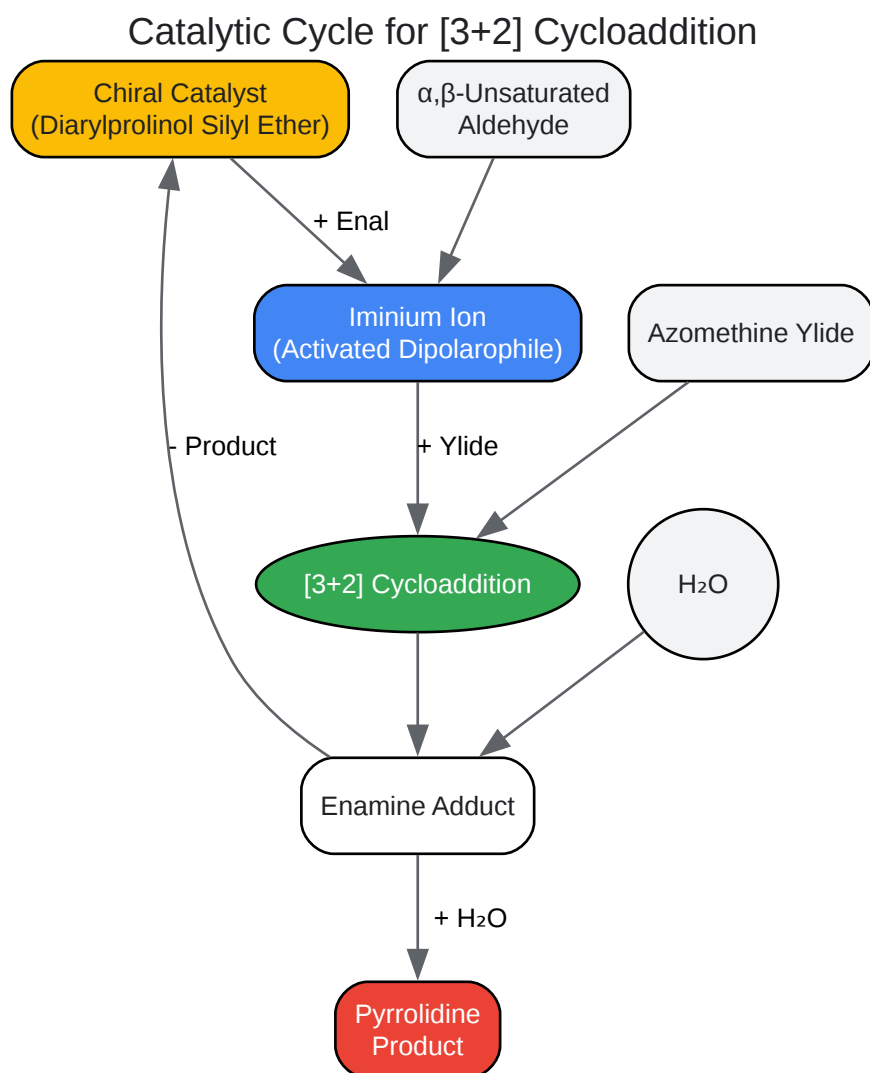 Catalytic Cycle for [3+2] Cycloaddition
Chiral Catalyst
(Diarylprolinol Silyl Ether)
α,β-Unsaturated
Aldehyde
+ Enal
Iminium Ion
(Activated Dipolarophile)
Azomethine Ylide
- Product
+ Ylide
[3+2] Cycloaddition
H₂O
Enamine Adduct
+ H₂O
Pyrrolidine
Product